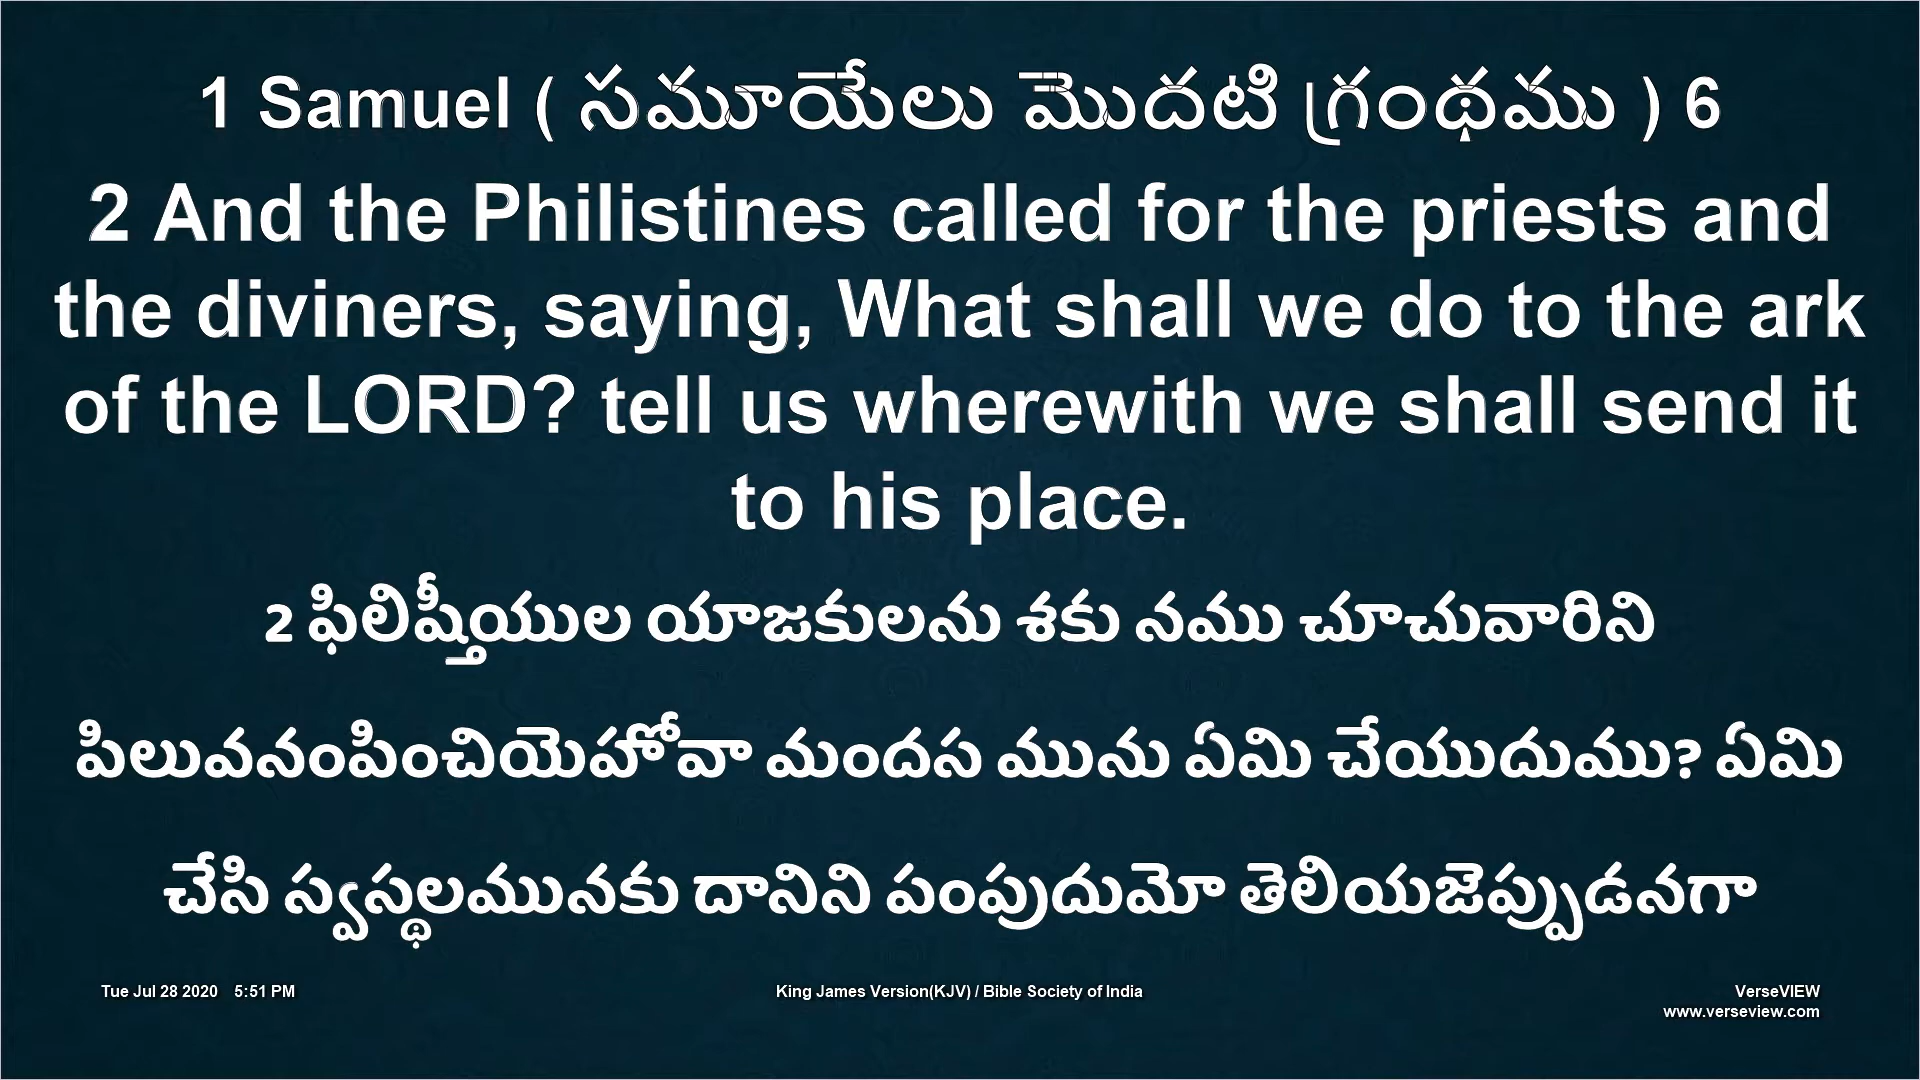 1 Samuel ( సమూయేలు మొదటి గ్రంథము ) 6
2 And the Philistines called for the priests and
the diviners, saying, What shall we do to the ark
of the LORD? tell us wherewith we shall send it
to his place.
2 ఫిలిష్తీయుల యాజకులను శకు నము చూచువారిని
పిలువనంపించియెహోవా మందస మును ఏమి చేయుదుము? ఏమి
చేసి స్వస్థలమునకు దానిని పంపుదుమో తెలియజెప్పుడనగా
Tue Jul 28 2020 5:51 PM
King James Version(KJV) / Bible Society of India
VerseVIEW
www.verseview.com